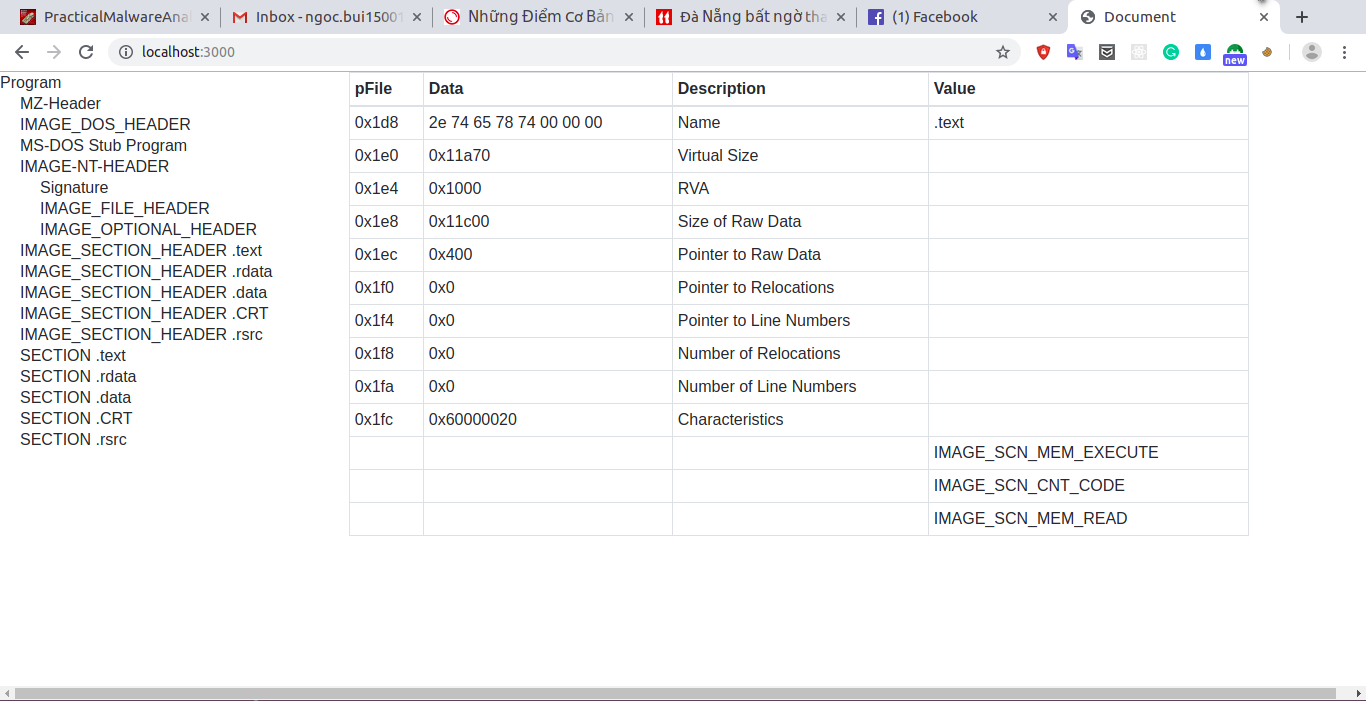 PracticalMalwareAnal
Inbox - ngoc.bui15001
Những Điểm Cơ Bản
Đà Nẵng bất ngờ tha
(1) Facebook
Document
localhost:3000
new
Program
MZ-Header
IMAGE_DOS_HEADER
MS-DOS Stub Program
IMAGE-NT-HEADER
Signature
IMAGE_FILE_HEADER
IMAGE_OPTIONAL_HEADER
IMAGE_SECTION_HEADER .text
IMAGE_SECTION_HEADER .rdata
IMAGE_SECTION_HEADER .data
IMAGE_SECTION_HEADER .CRT
IMAGE_SECTION_HEADER .rsrc
SECTION .text
SECTION .rdata
SECTION .data
SECTION .CRT
SECTION .rsrc
pFile Data Description Value
0x1d8 2e 74 65 78 74 00 00 00 Name .text
0x1e0 0x11a70 Virtual Size
0x1e4 0x1000 RVA
0x1e8 0x11c00 Size of Raw Data
0x1ec 0x400 Pointer to Raw Data
0x1f0 0x0 Pointer to Relocations
0x1f4 0x0 Pointer to Line Numbers
0x1f8 0x0 Number of Relocations
0x1fa 0x0 Number of Line Numbers
0x1fc 0x60000020 Characteristics
IMAGE_SCN_MEM_EXECUTE
IMAGE_SCN_CNT_CODE
IMAGE_SCN_MEM_READ